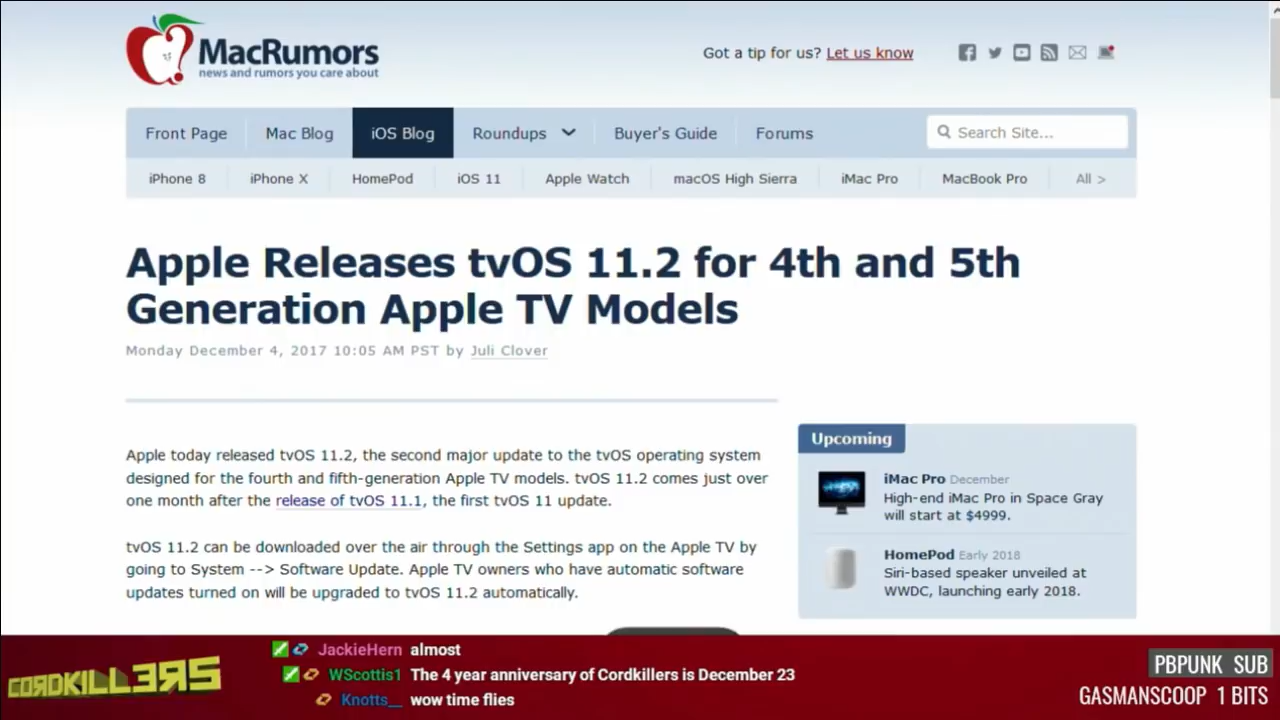 MacRumors
news and rumors you care about
Got a tip for us? Let us know
Front Page Mac Blog iOS Blog Roundups Buyer's Guide Forums Search Site...
iPhone 8 iPhone X HomePod iOS 11 Apple Watch macOS High Sierra iMac Pro MacBook Pro All >
Apple Releases tvOS 11.2 for 4th and 5th
Generation Apple TV Models
Monday December 4, 2017 10:05 AM PST by Juli Clover
Apple today released tvOS 11.2, the second major update to the tvOS operating system
designed for the fourth and fifth-generation Apple TV models. tvOS 11.2 comes just over
one month after the release of tvOS 11.1, the first tvOS 11 update.
tvOS 11.2 can be downloaded over the air through the Settings app on the Apple TV by
going to System --> Software Update. Apple TV owners who have automatic software
updates turned on will be upgraded to tvOS 11.2 automatically.
Upcoming
iMac Pro December
High-end iMac Pro in Space Gray
will start at $4999.
HomePod Early 2018
Siri-based speaker unveiled at
WWDC, launching early 2018.
CORDKILL3RS
JackieHern almost
WScottis1 The 4 year anniversary of Cordkillers is December 23
Knotts__ wow time flies
PBPUNK SUB
GASMANSCOOP 1 BITS